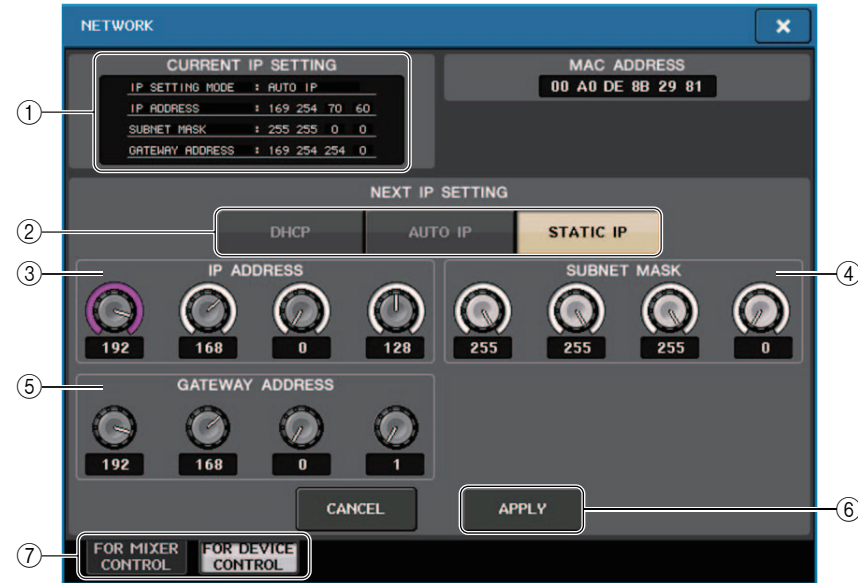 NETWORK
×
CURRENT IP SETTING
IP SETTING MODE : AUTO IP
IP ADDRESS : 169 254 70 60
SUBNET MASK : 255 255 0 0
GATEWAY ADDRESS : 169 254 254 0
MAC ADDRESS
00 A0 DE 8B 29 81
①
NEXT IP SETTING
②
DHCP AUTO IP STATIC IP
③
IP ADDRESS
192 168 0 128
SUBNET MASK
④
255 255 255 0
⑤
GATEWAY ADDRESS
192 168 0 1
CANCEL APPLY
⑥
⑦
FOR MIXER CONTROL
FOR DEVICE CONTROL